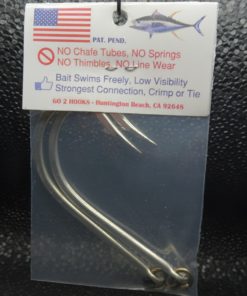 PAT. PEND.
NO Chafe Tubes, NO Springs
NO Thimbles, NO Line Wear
Bait Swims Freely, Low Visibility
Strongest Connection, Crimp or Tie
GO 2 HOOKS - Huntington Beach, CA 92648